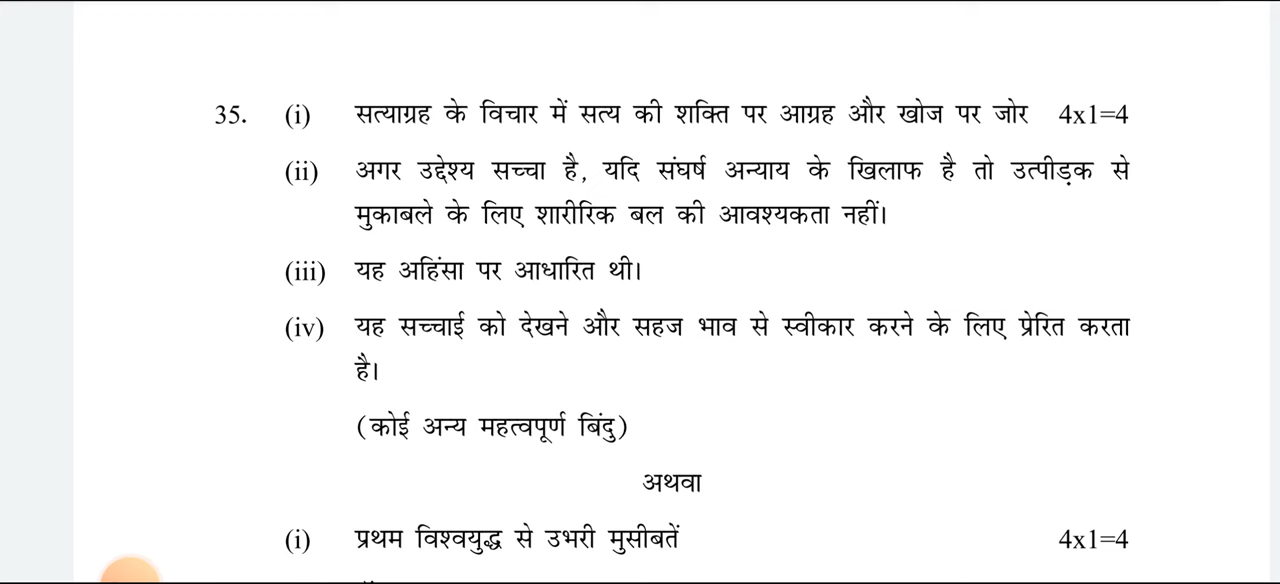 35. (i) सत्याग्रह के विचार में सत्य की शक्ति पर आग्रह और खोज पर जोर 4x1=4
(ii) अगर उद्देश्य सच्चा है, यदि संघर्ष अन्याय के खिलाफ है तो उत्पीड़क से
मुकाबले के लिए शारीरिक बल की आवश्यकता नहीं।
(iii) यह अहिंसा पर आधारित थी।
(iv) यह सच्चाई को देखने और सहज भाव से स्वीकार करने के लिए प्रेरित करता
है।
(कोई अन्य महत्वपूर्ण बिंदु)
अथवा
(i) प्रथम विश्वयुद्ध से उभरी मुसीबतें 4x1=4